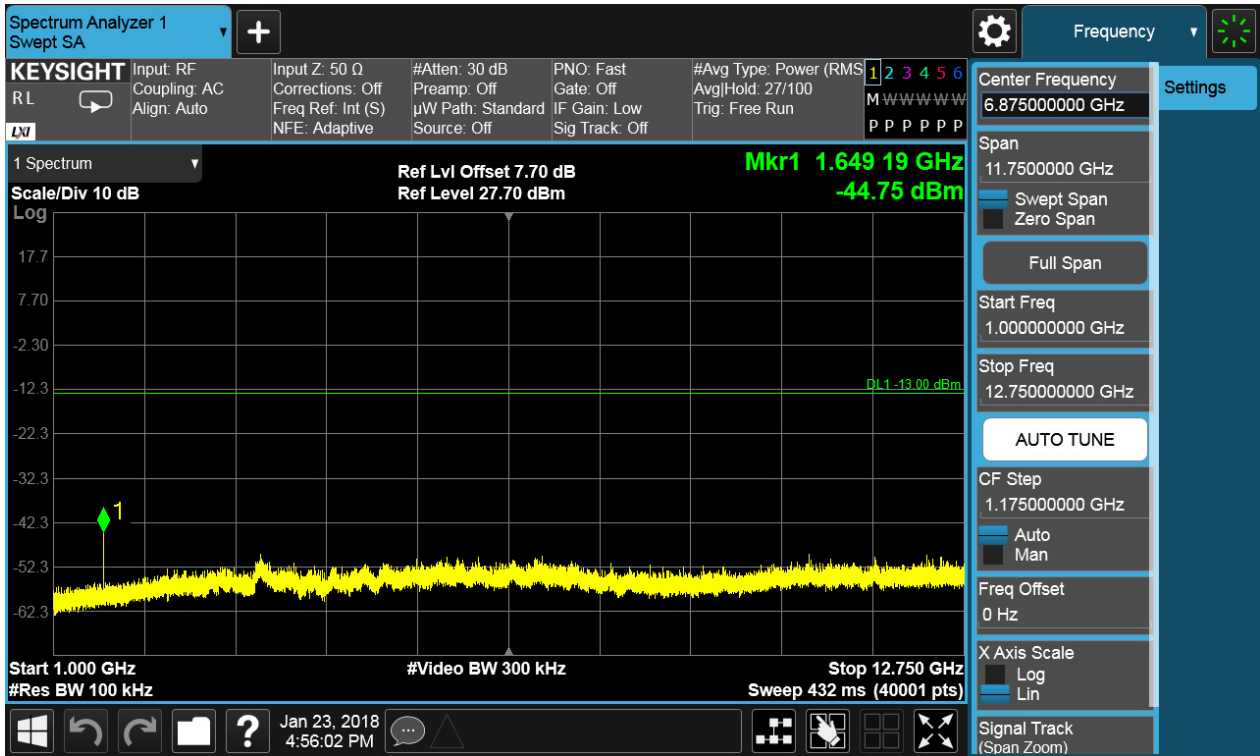 Spectrum Analyzer 1
Swept SA
Frequency
KEYSIGHT
R L
LXI
Input: RF
Coupling: AC
Align: Auto
Input Z: 50 Ω
Corrections: Off
Freq Ref: Int (S)
NFE: Adaptive
#Atten: 30 dB
Preamp: Off
µW Path: Standard
Source: Off
PNO: Fast
Gate: Off
IF Gain: Low
Sig Track: Off
#Avg Type: Power (RMS
Avg|Hold: 27/100
Trig: Free Run
1 2 3 4 5 6
M W W W W W
P P P P P P
1 Spectrum
Scale/Div 10 dB
Log
Ref Lvl Offset 7.70 dB
Ref Level 27.70 dBm
Mkr1 1.649 19 GHz
-44.75 dBm
17.7
7.70
-2.30
-12.3
DL1 -13.00 dBm
-22.3
-32.3
-42.3
1
-52.3
-62.3
Start 1.000 GHz
#Video BW 300 kHz
Stop 12.750 GHz
#Res BW 100 kHz
Sweep 432 ms (40001 pts)
Jan 23, 2018
4:56:02 PM
Center Frequency
6.875000000 GHz
Span
11.7500000 GHz
Swept Span
Zero Span
Full Span
Start Freq
1.000000000 GHz
Stop Freq
12.750000000 GHz
AUTO TUNE
CF Step
1.175000000 GHz
Auto
Man
Freq Offset
0 Hz
X Axis Scale
Log
Lin
Signal Track
(Span Zoom)
Settings